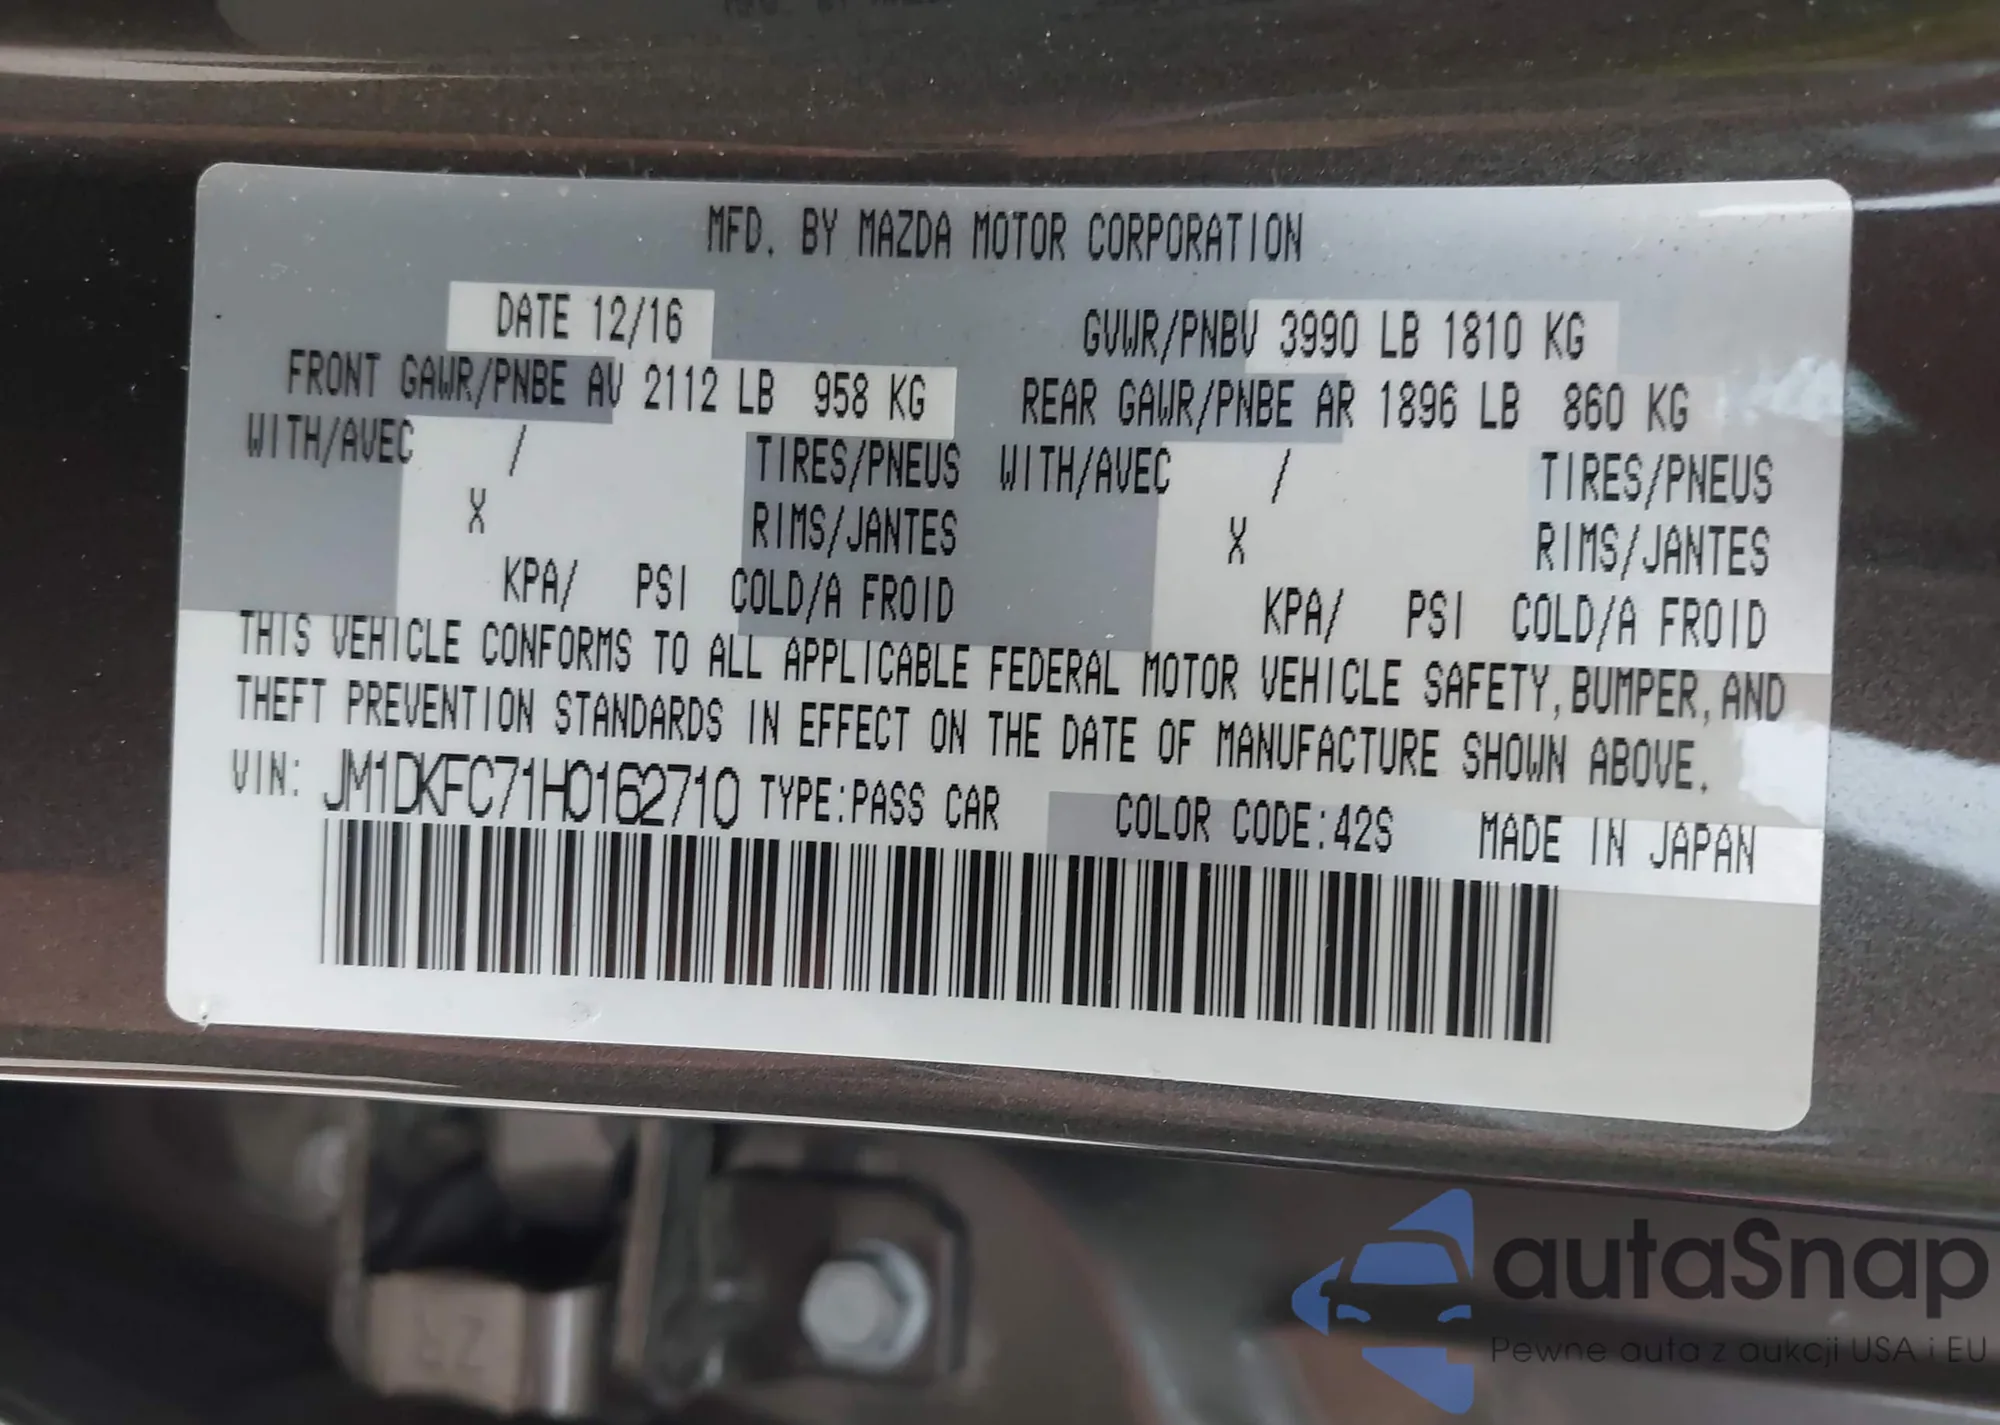 MFD. BY MAZDA MOTOR CORPORATION
DATE 12/16 GVWR/PNBV 3990 LB 1810 KG
FRONT GAWR/PNBE AV 2112 LB 958 KG REAR GAWR/PNBE AR 1896 LB 860 KG
WITH/AVEC / TIRES/PNEUS WITH/AVEC / TIRES/PNEUS
X RIMS/JANTES X RIMS/JANTES
KPA/ PSI COLD/A FROID KPA/ PSI COLD/A FROID
THIS VEHICLE CONFORMS TO ALL APPLICABLE FEDERAL MOTOR VEHICLE SAFETY, BUMPER, AND
THEFT PREVENTION STANDARDS IN EFFECT ON THE DATE OF MANUFACTURE SHOWN ABOVE.
VIN: JM1DKFC71H0162710 TYPE:PASS CAR COLOR CODE:42S MADE IN JAPAN
autaSnap
Pewne auta z aukcji USA i EU